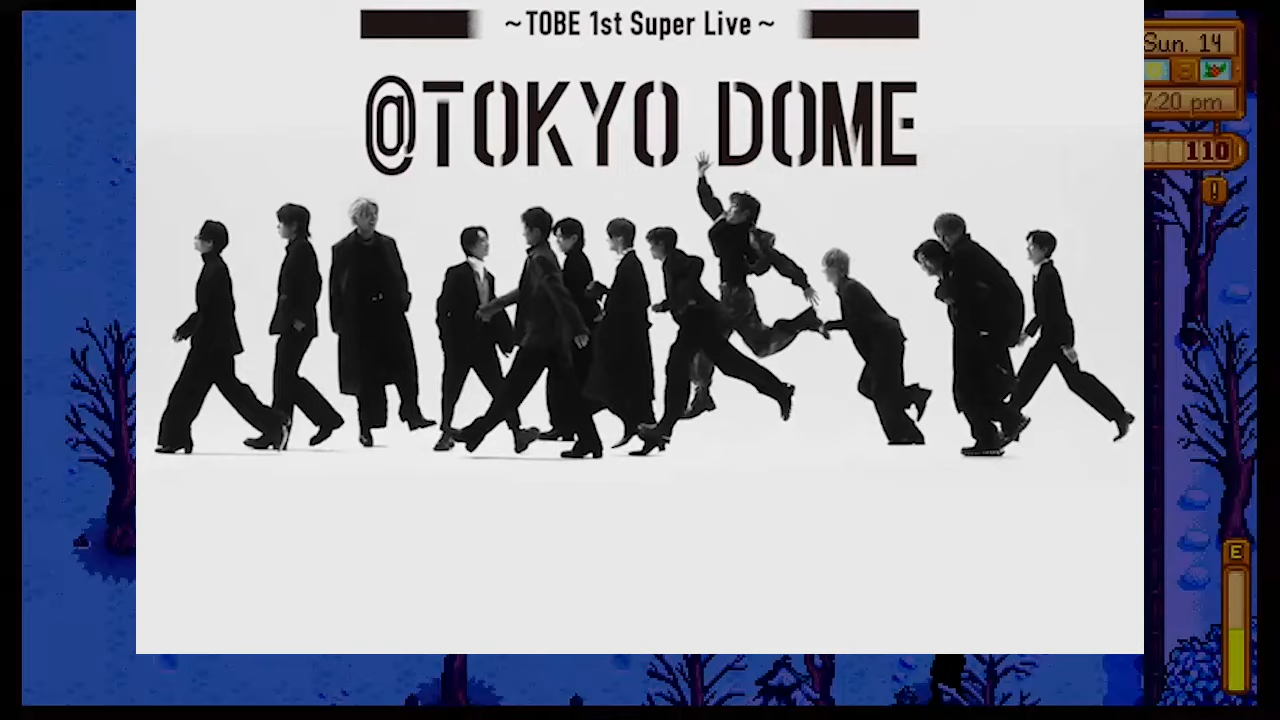 ~TOBE 1st Super Live~
@TOKYO DOME
Sun. 14
7:20 pm
110
!
E